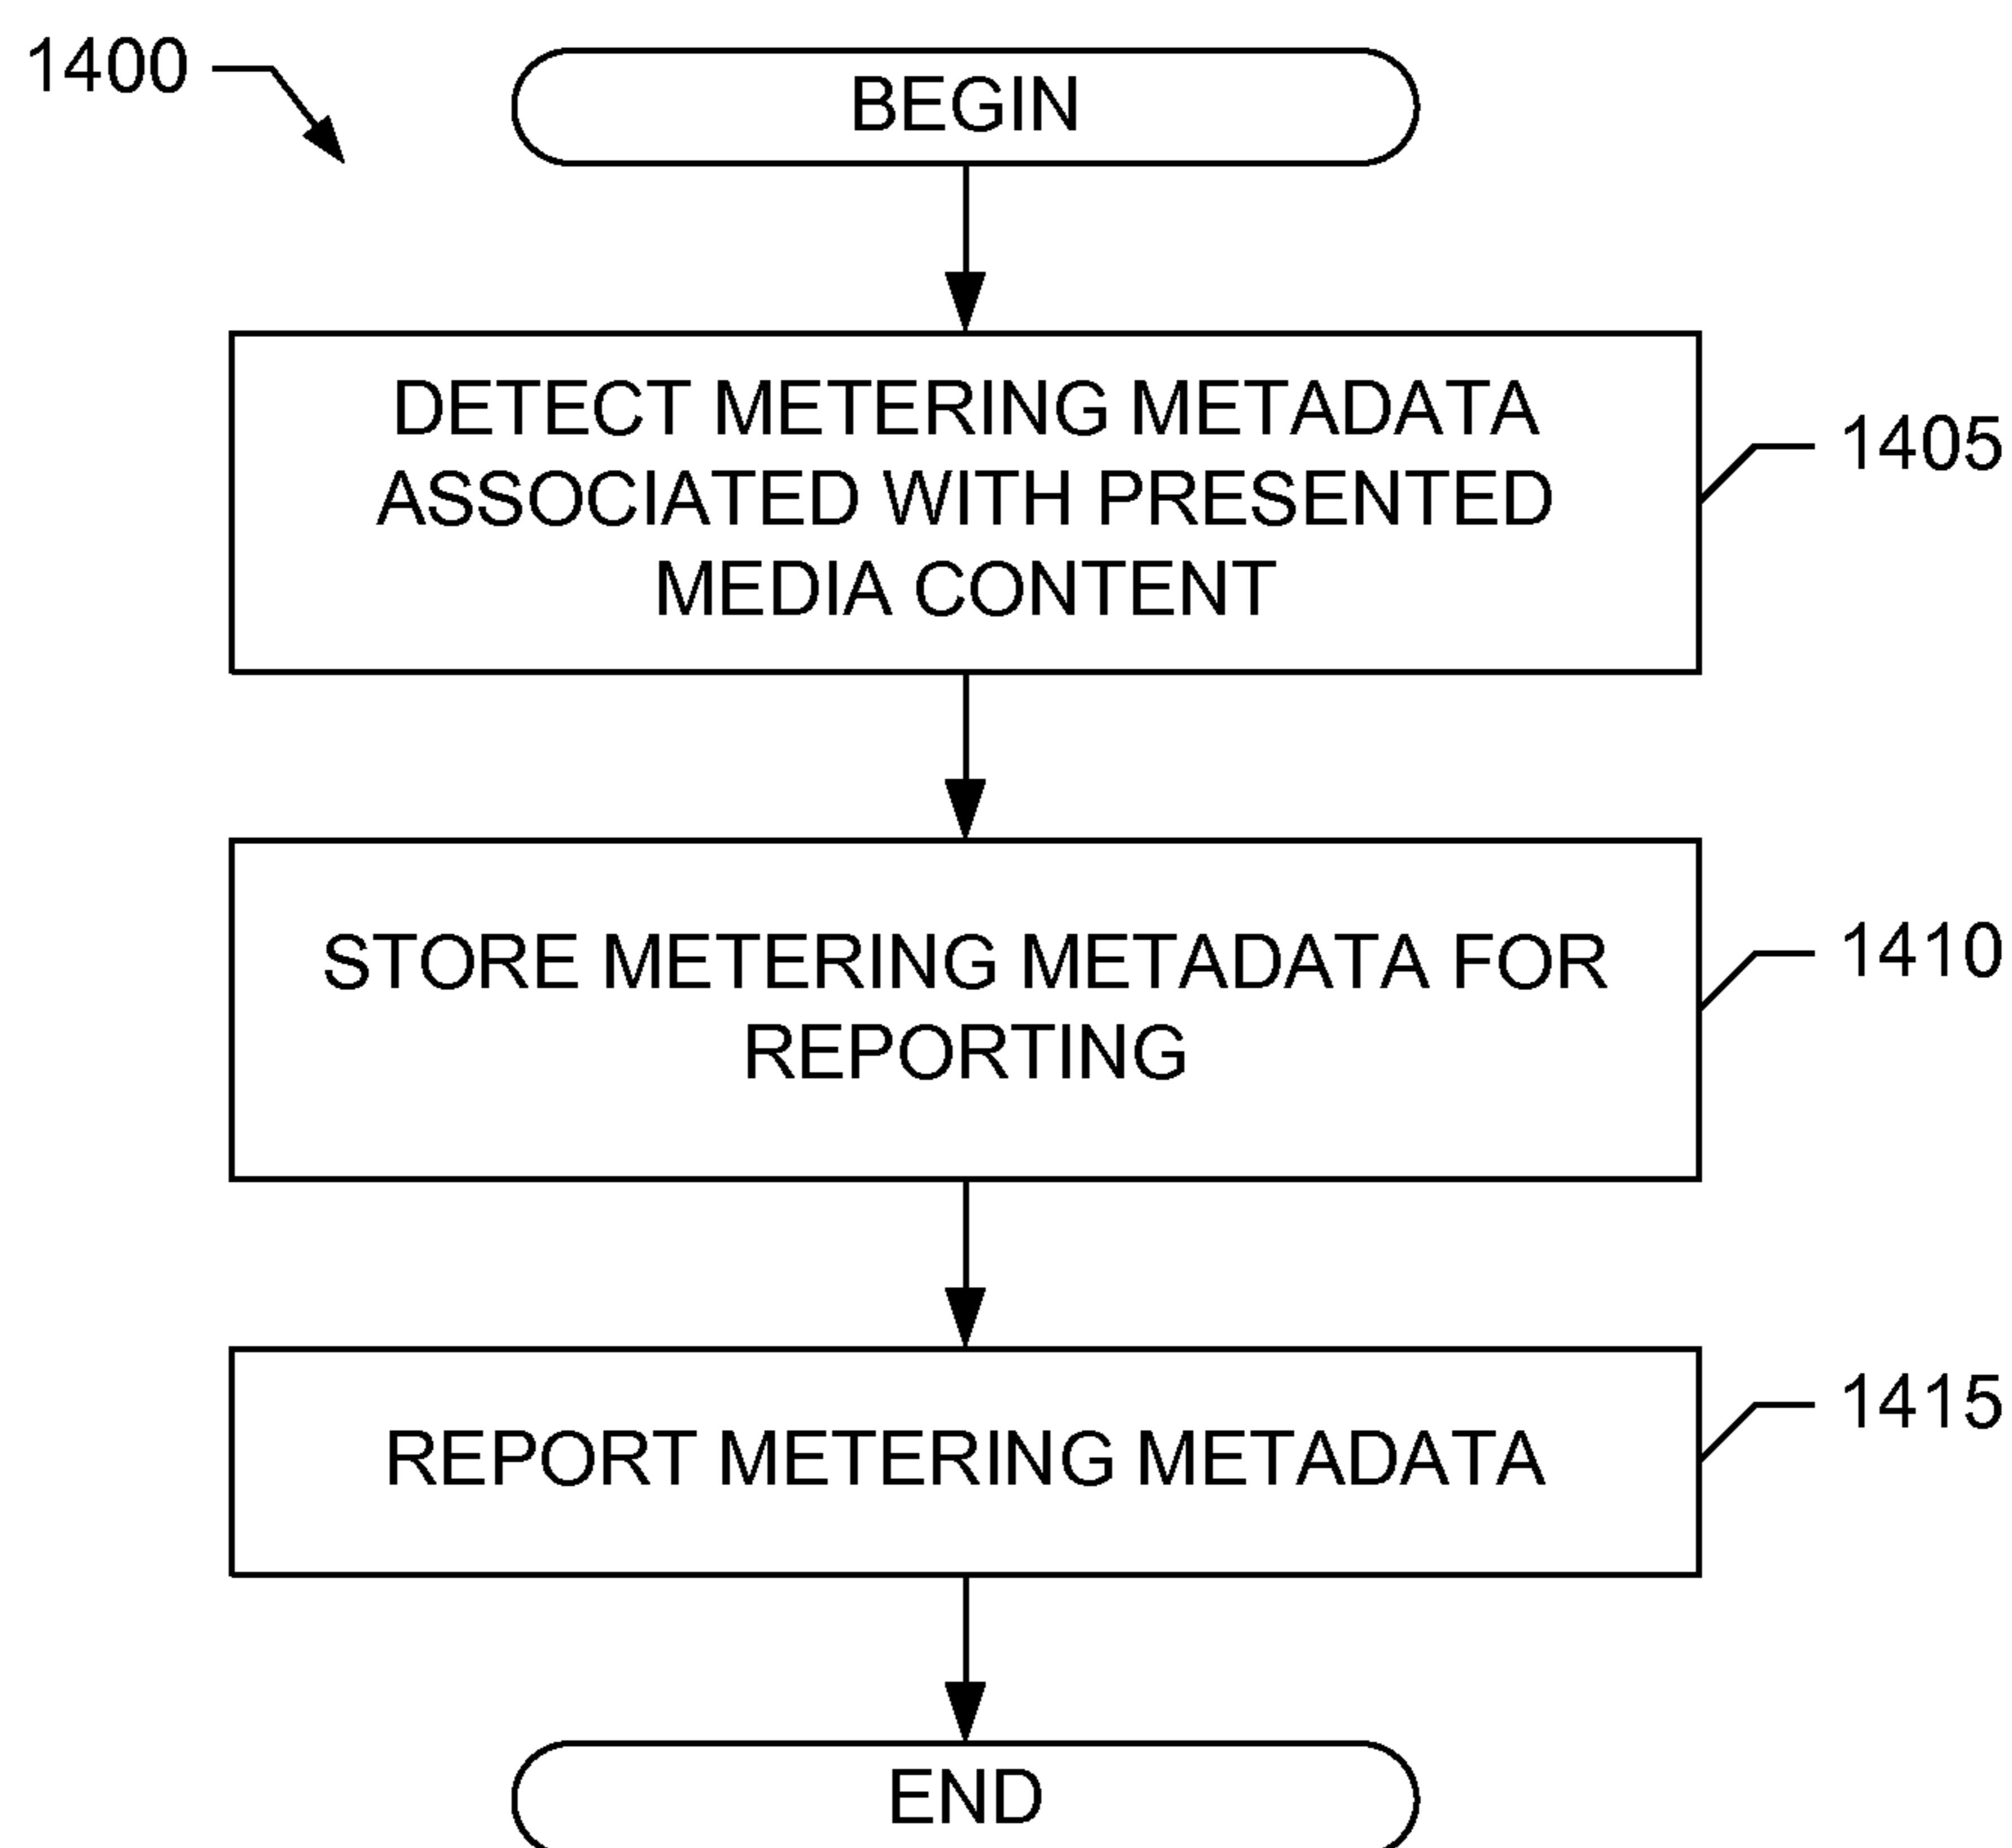 1400
BEGIN
DETECT METERING METADATA
ASSOCIATED WITH PRESENTED
MEDIA CONTENT
1405
STORE METERING METADATA FOR
REPORTING
1410
REPORT METERING METADATA
1415
END